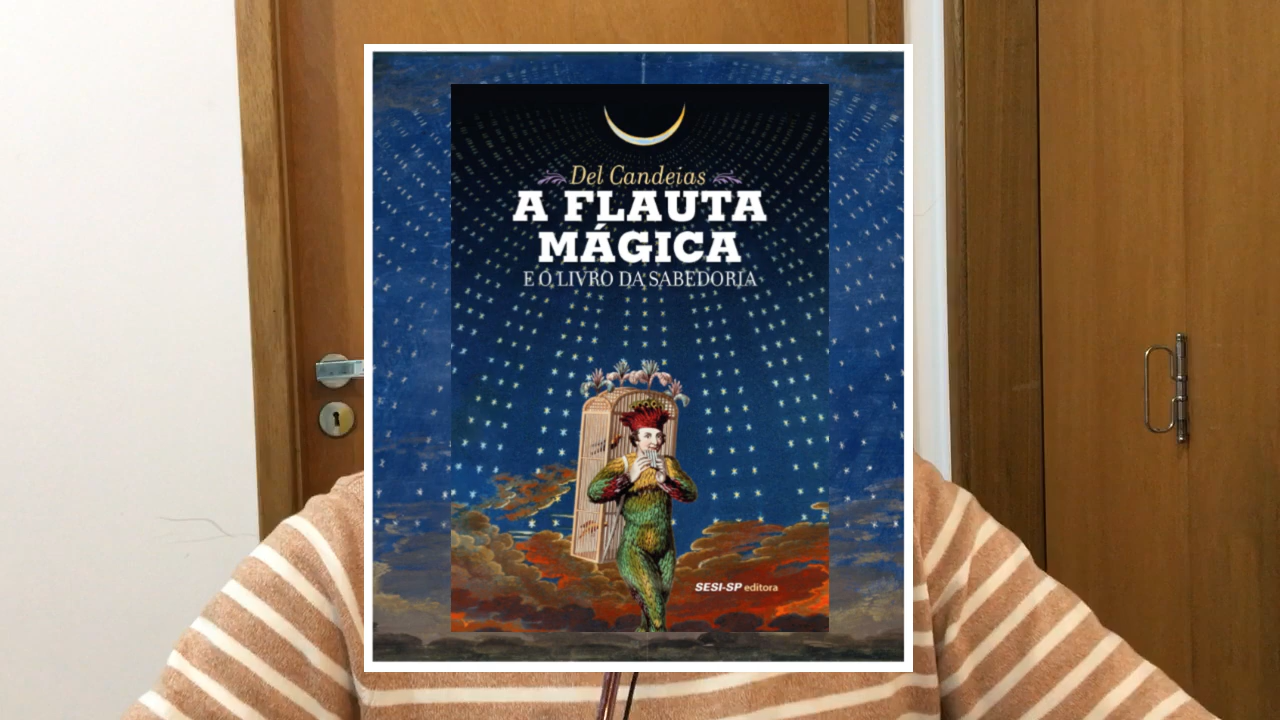 Del Candeias
A FLAUTA
MÁGICA
E O LIVRO DA SABEDORIA
SESI-SP editora